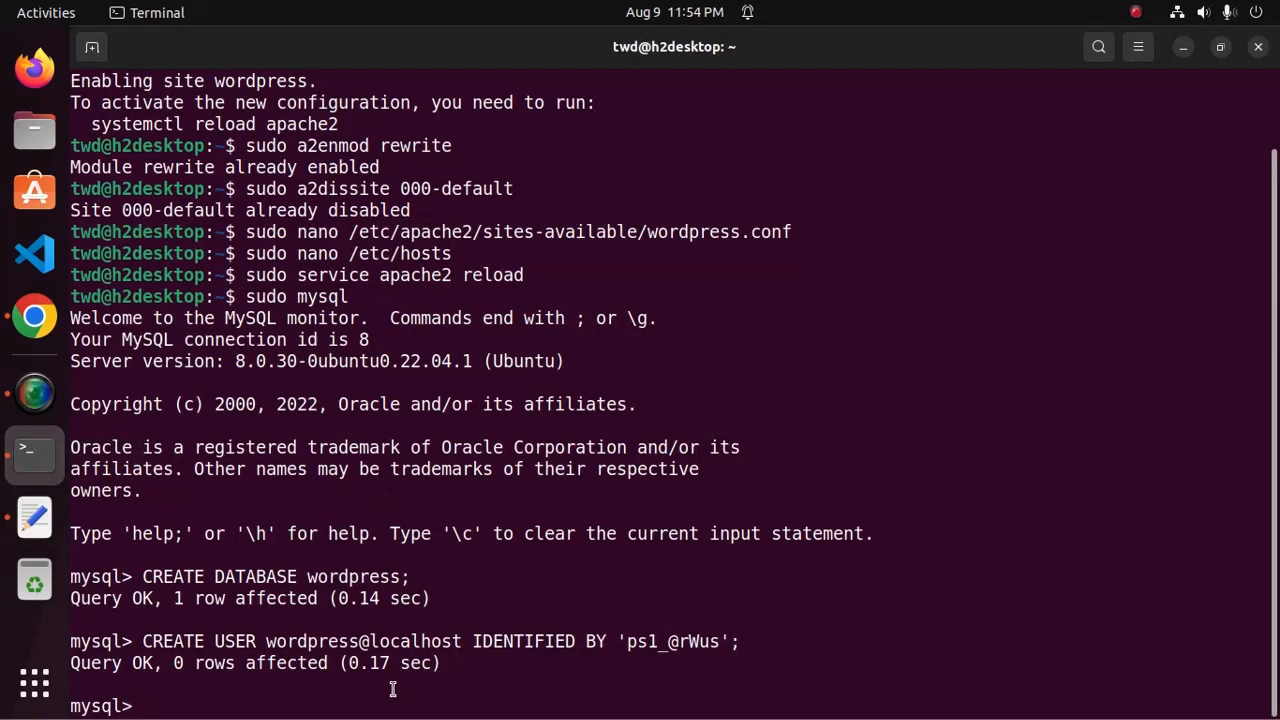 Activities
Terminal
Aug 9 11:54 PM
twd@h2desktop: ~
Enabling site wordpress.
To activate the new configuration, you need to run:
  systemctl reload apache2
twd@h2desktop:~$ sudo a2enmod rewrite
Module rewrite already enabled
twd@h2desktop:~$ sudo a2dissite 000-default
Site 000-default already disabled
twd@h2desktop:~$ sudo nano /etc/apache2/sites-available/wordpress.conf
twd@h2desktop:~$ sudo nano /etc/hosts
twd@h2desktop:~$ sudo service apache2 reload
twd@h2desktop:~$ sudo mysql
Welcome to the MySQL monitor.  Commands end with ; or \g.
Your MySQL connection id is 8
Server version: 8.0.30-0ubuntu0.22.04.1 (Ubuntu)
Copyright (c) 2000, 2022, Oracle and/or its affiliates.
Oracle is a registered trademark of Oracle Corporation and/or its
affiliates. Other names may be trademarks of their respective
owners.
Type 'help;' or '\h' for help. Type '\c' to clear the current input statement.
mysql> CREATE DATABASE wordpress;
Query OK, 1 row affected (0.14 sec)
mysql> CREATE USER wordpress@localhost IDENTIFIED BY 'ps1_@rWus';
Query OK, 0 rows affected (0.17 sec)
mysql>